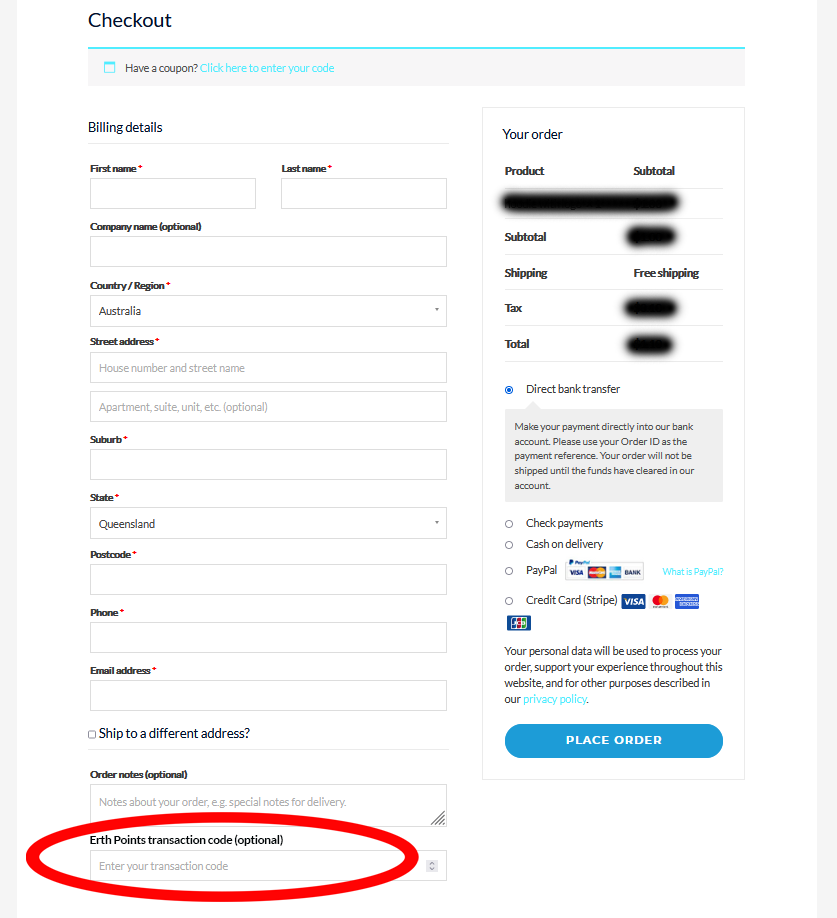 Checkout
Have a coupon? Click here to enter your code
Billing details
First name *
Last name *
Company name (optional)
Country / Region *
Australia
Street address *
House number and street name
Apartment, suite, unit, etc. (optional)
Suburb *
State *
Queensland
Postcode *
Phone *
Email address *
Ship to a different address?
Order notes (optional)
Notes about your order, e.g. special notes for delivery.
Erth Points transaction code (optional)
Enter your transaction code
Your order
Product Subtotal
Subtotal
Shipping Free shipping
Tax
Total
Direct bank transfer
Make your payment directly into our bank
account. Please use your Order ID as the
payment reference. Your order will not be
shipped until the funds have cleared in our
account.
Check payments
Cash on delivery
PayPal PayPal VISA BANK What is PayPal?
Credit Card (Stripe) VISA
JCB
Your personal data will be used to process your
order, support your experience throughout this
website, and for other purposes described in
our privacy policy.
PLACE ORDER